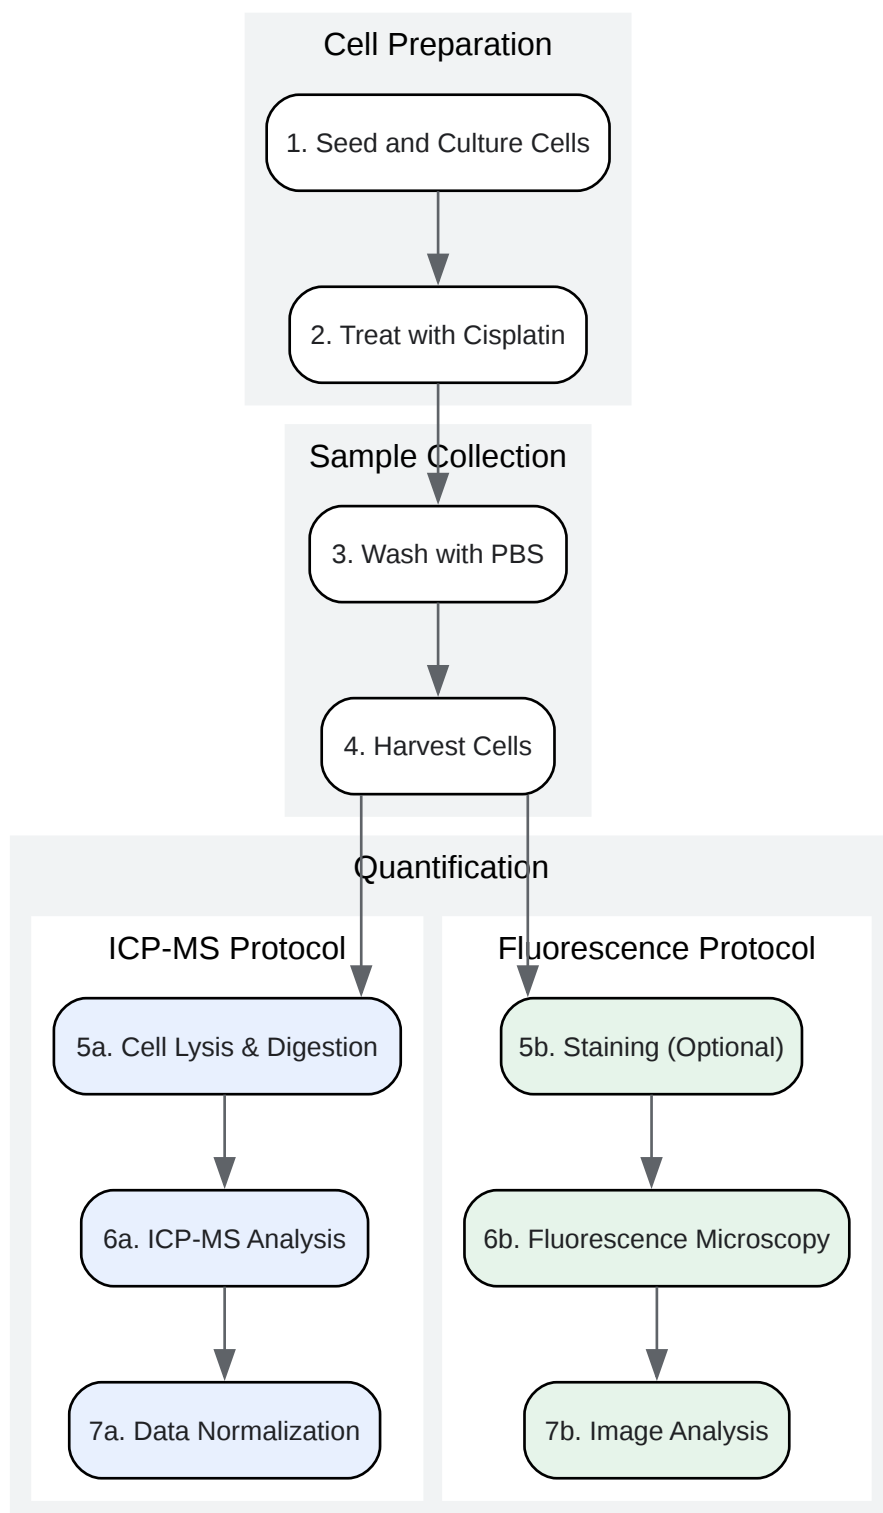 Cell Preparation
1. Seed and Culture Cells
2. Treat with Cisplatin
Sample Collection
3. Wash with PBS
4. Harvest Cells
Quantification
ICP-MS Protocol
5a. Cell Lysis & Digestion
6a. ICP-MS Analysis
7a. Data Normalization
Fluorescence Protocol
5b. Staining (Optional)
6b. Fluorescence Microscopy
7b. Image Analysis